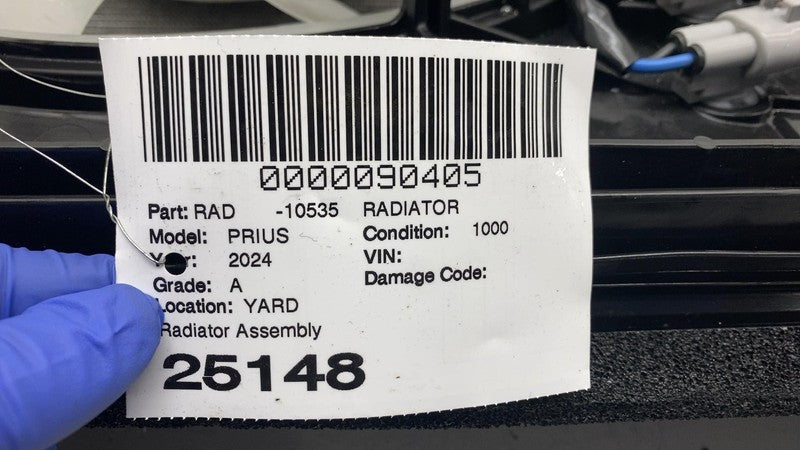 0000090405
Part: RAD -10535 RADIATOR
Model: PRIUS Condition: 1000
Year: 2024 VIN:
Grade: A Damage Code:
Location: YARD
Radiator Assembly
25148